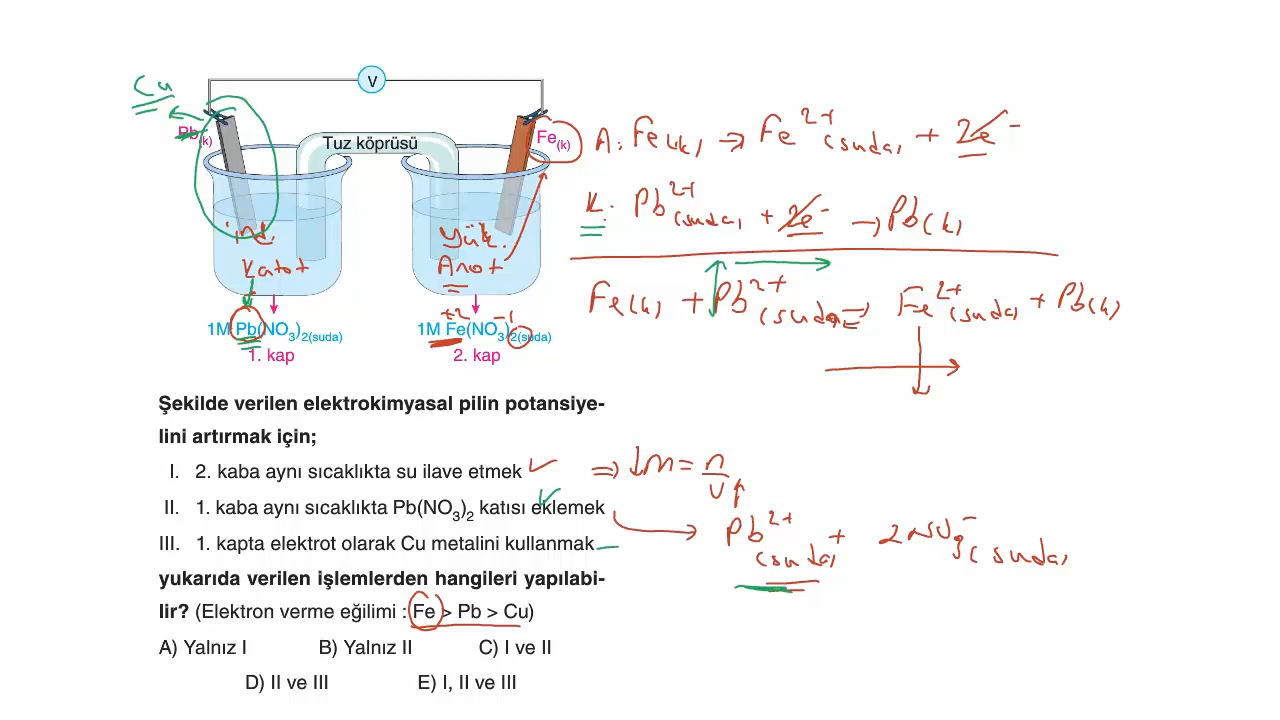 Cu
V
Pb(k)
Tuz köprüsü
Fe(k)
A: Fe(k) → Fe²⁺(suda) + 2e⁻
K: Pb²⁺(suda) + 2e⁻ → Pb(k)
İnd. Yük.
Katot Anot
Fe(k) + Pb²⁺(suda) → Fe²⁺(suda) + Pb(k)
+2 -1
1M Pb(NO₃)₂(suda) 1M Fe(NO₃)₂(suda)
1. kap 2. kap
Şekilde verilen elektrokimyasal pilin potansiye-
lini artırmak için;
I. 2. kaba aynı sıcaklıkta su ilave etmek ⇒ ↓M = n/V ↑
II. 1. kaba aynı sıcaklıkta Pb(NO₃)₂ katısı eklemek
Pb²⁺(suda) + 2NO₃⁻(suda)
III. 1. kapta elektrot olarak Cu metalini kullanmak
yukarıda verilen işlemlerden hangileri yapılabi-
lir? (Elektron verme eğilimi : Fe > Pb > Cu)
A) Yalnız I B) Yalnız II C) I ve II
D) II ve III E) I, II ve III